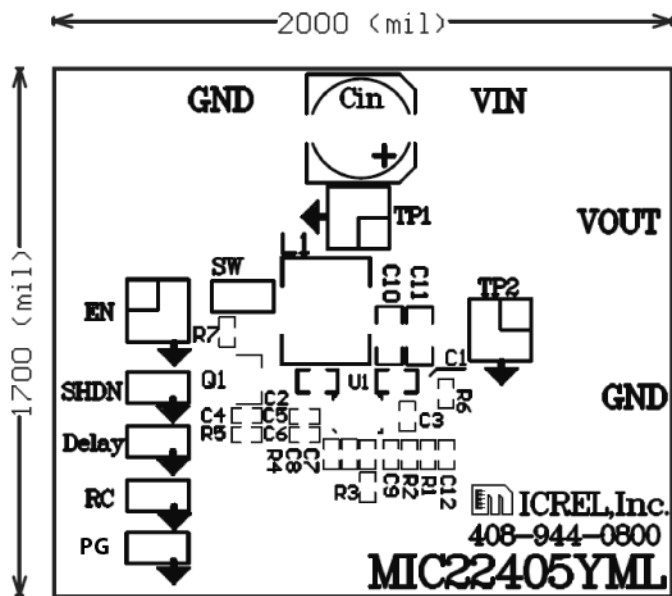 2000 (mil)
1700 (mil)
GND
Cin
VIN
+
TP1
VOUT
L1
SW
C10
C11
TP2
EN
R7
C1
SHDN
Q1
U1
GND
C2
R6
C4
C5
C3
R5
C6
Delay
R4
C8
C7
C9
R2
R1
C12
R3
RC
ICREL,Inc.
PG
408-944-0800
MIC22405YML